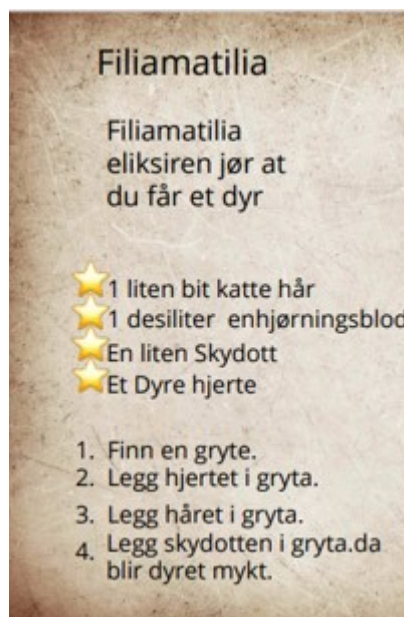 Filiamatilia
Filiamatilia
eliksiren jør at
du får et dyr
1 liten bit katte hår
1 desiliter enhjørningsblod
En liten Skydott
Et Dyre hjerte
1. Finn en gryte.
2. Legg hjertet i gryta.
3. Legg håret i gryta.
4. Legg skydotten i gryta.da
blir dyret mykt.